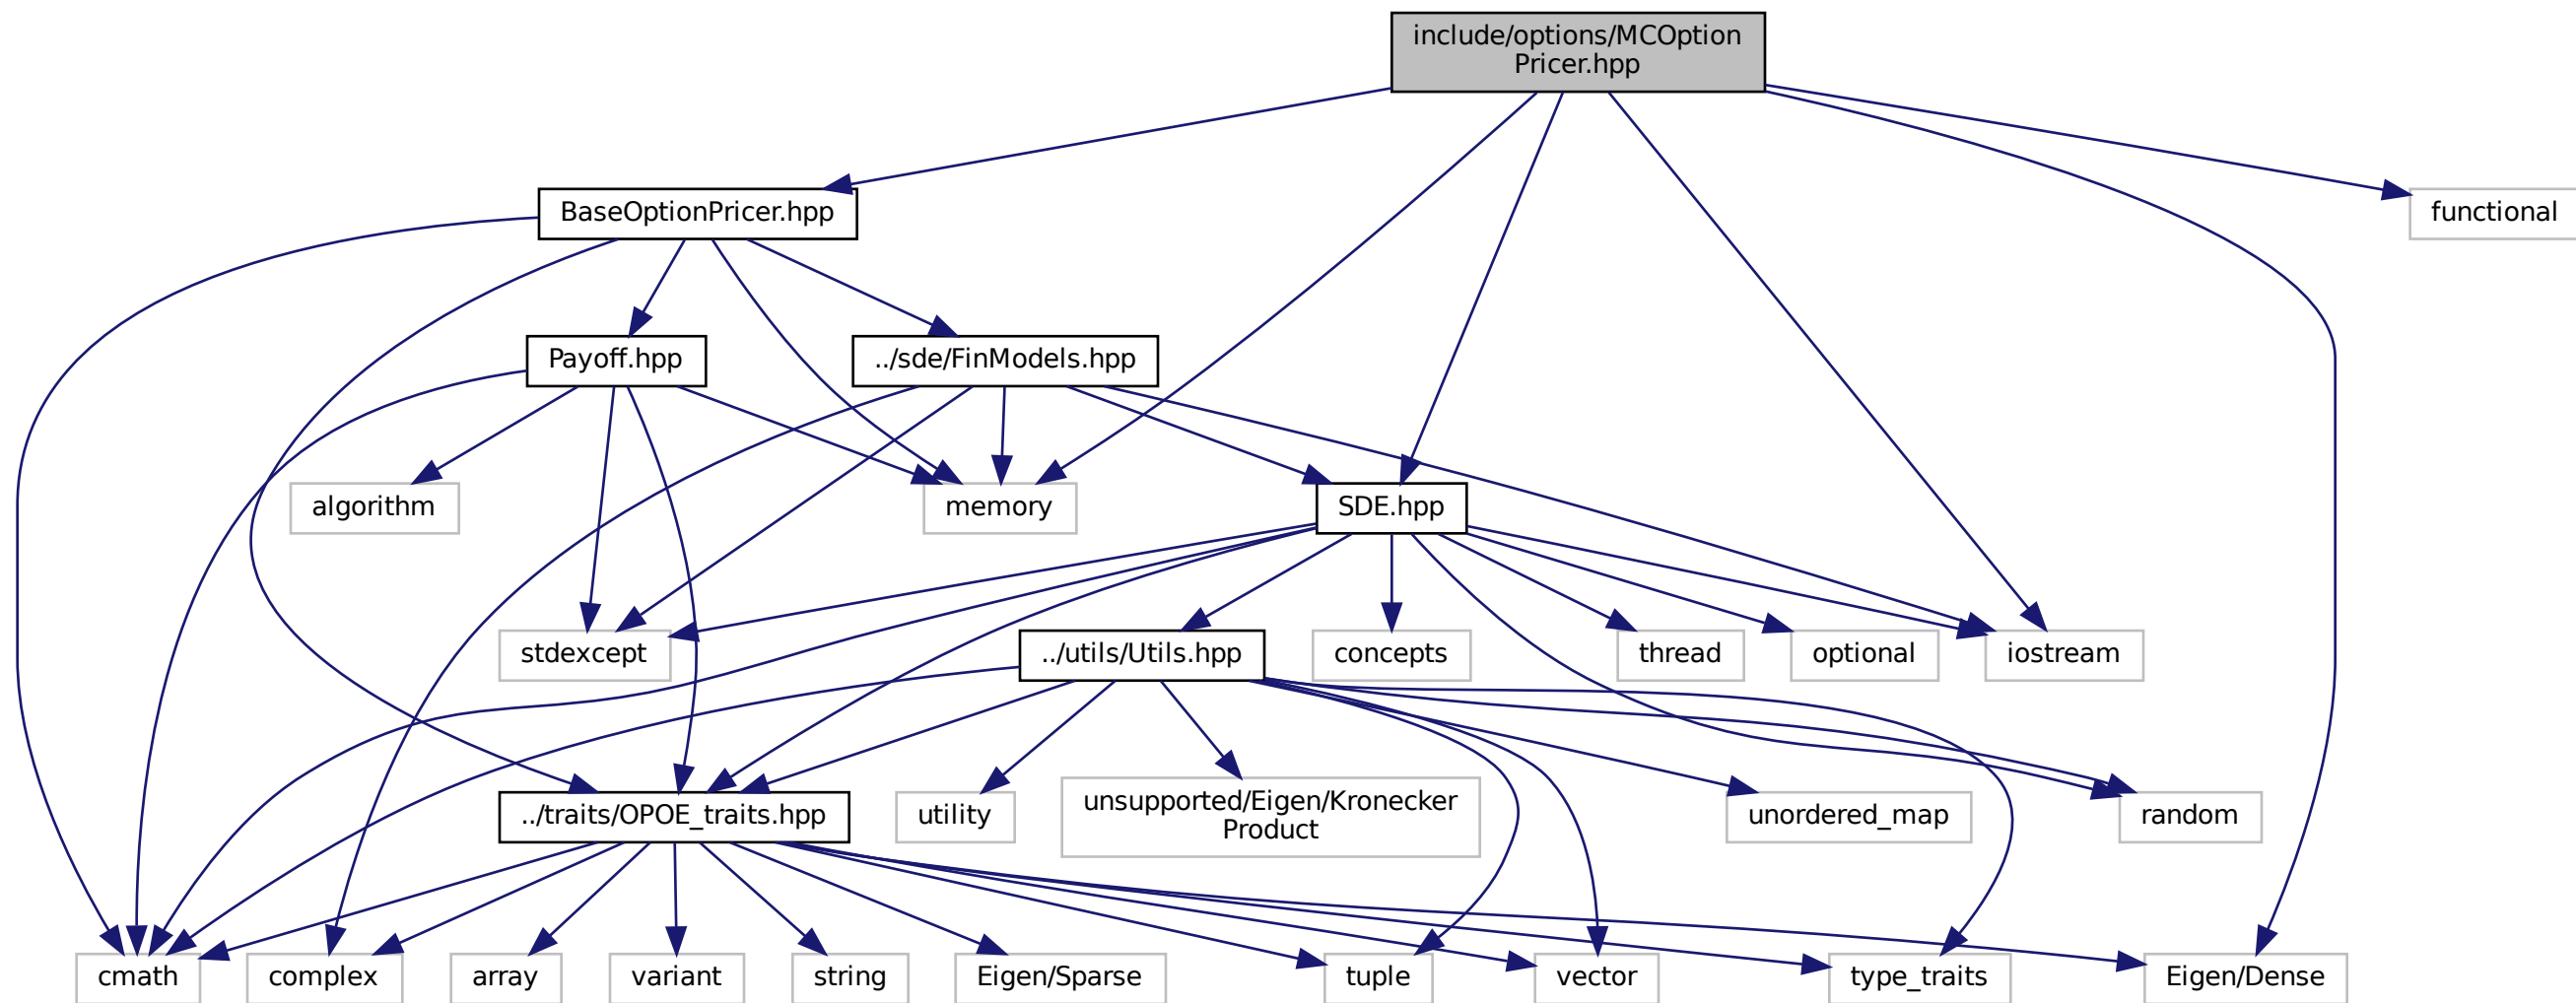 include/options/MCOption
Pricer.hpp
BaseOptionPricer.hpp
functional
Payoff.hpp
../sde/FinModels.hpp
algorithm
memory
SDE.hpp
stdexcept
../utils/Utils.hpp
concepts
thread
optional
iostream
../traits/OPOE_traits.hpp
utility
unsupported/Eigen/Kronecker
Product
unordered_map
random
cmath
complex
array
variant
string
Eigen/Sparse
tuple
vector
type_traits
Eigen/Dense